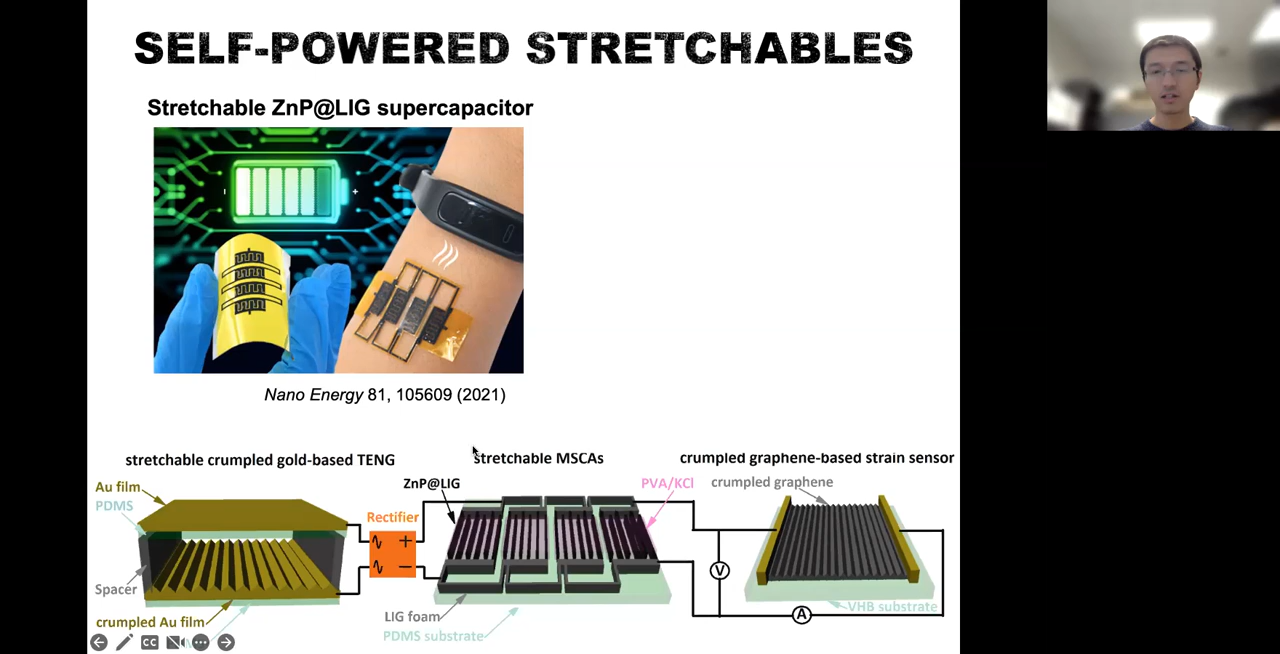 SELF-POWERED STRETCHABLES
Stretchable ZnP@LIG supercapacitor
Nano Energy 81, 105609 (2021)
stretchable crumpled gold-based TENG
stretchable MSCAs
crumpled graphene-based strain sensor
Au film
PDMS
Spacer
crumpled Au film
Rectifier
+
−
ZnP@LIG
PVA/KCl
LIG foam
PDMS substrate
crumpled graphene
V
A
VHB substrate
CC